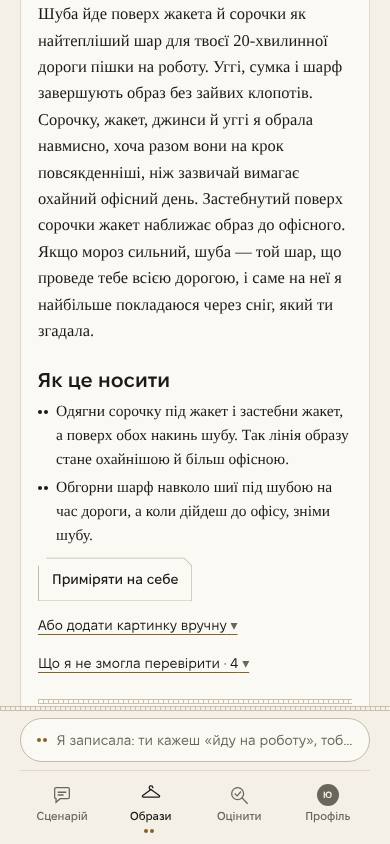 Шуба йде поверх жакета й сорочки як
найтепліший шар для твоєї 20-хвилинної
дороги пішки на роботу. Уггі, сумка і шарф
завершують образ без зайвих клопотів.
Сорочку, жакет, джинси й уггі я обрала
навмисно, хоча разом вони на крок
повсякденніші, ніж зазвичай вимагає
охайний офісний день. Застебнутий поверх
сорочки жакет наближає образ до офісного.
Якщо мороз сильний, шуба — той шар, що
проведе тебе всією дорогою, і саме на неї я
найбільше покладаюся через сніг, який ти
згадала.
Як це носити
•• Одягни сорочку під жакет і застебни жакет,
а поверх обох накинь шубу. Так лінія образу
стане охайнішою й більш офісною.
•• Обгорни шарф навколо шиї під шубою на
час дороги, а коли дійдеш до офісу, зніми
шубу.
Приміряти на себе
Або додати картинку вручну ▾
Що я не змогла перевірити · 4 ▾
•• Я записала: ти кажеш «йду на роботу», тоб…
Сценарій
Образи
Оцінити
Ю
Профіль